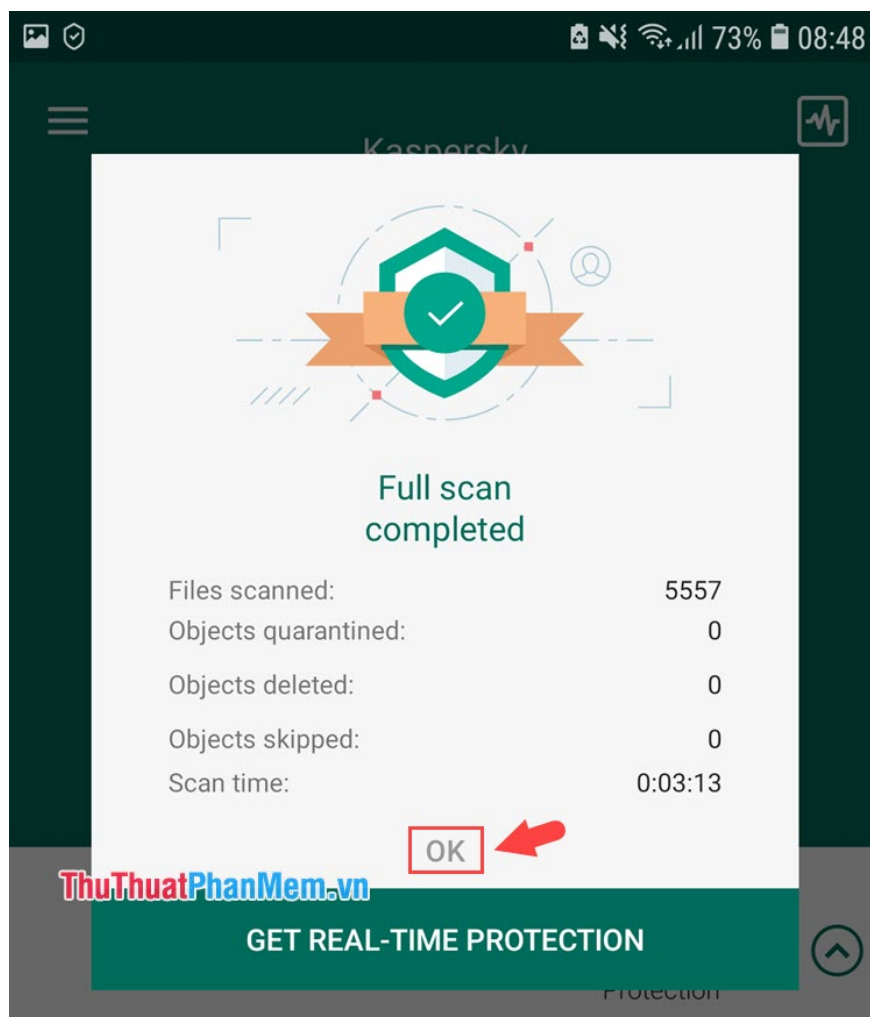 73% 08:48
Kaspersky
Full scan
completed
Files scanned: 5557
Objects quarantined: 0
Objects deleted: 0
Objects skipped: 0
Scan time: 0:03:13
OK
ThuThuatPhanMem.vn
GET REAL-TIME PROTECTION
Protection